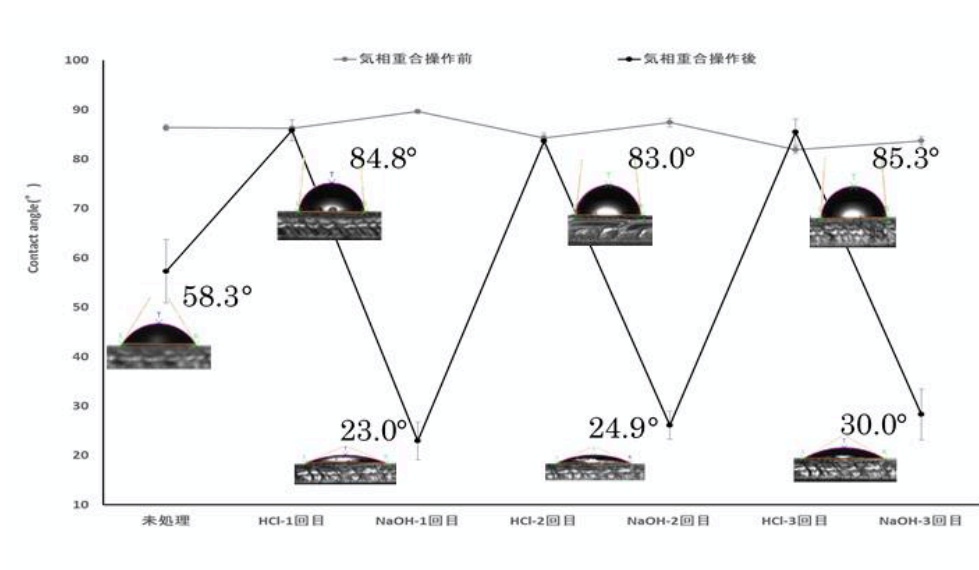 気相重合操作前
気相重合操作後
100
90
80
70
60
50
40
30
20
10
Contact angle(°)
84.8°
83.0°
85.3°
58.3°
23.0°
24.9°
30.0°
未処理
HCl-1回目
NaOH-1回目
HCl-2回目
NaOH-2回目
HCl-3回目
NaOH-3回目